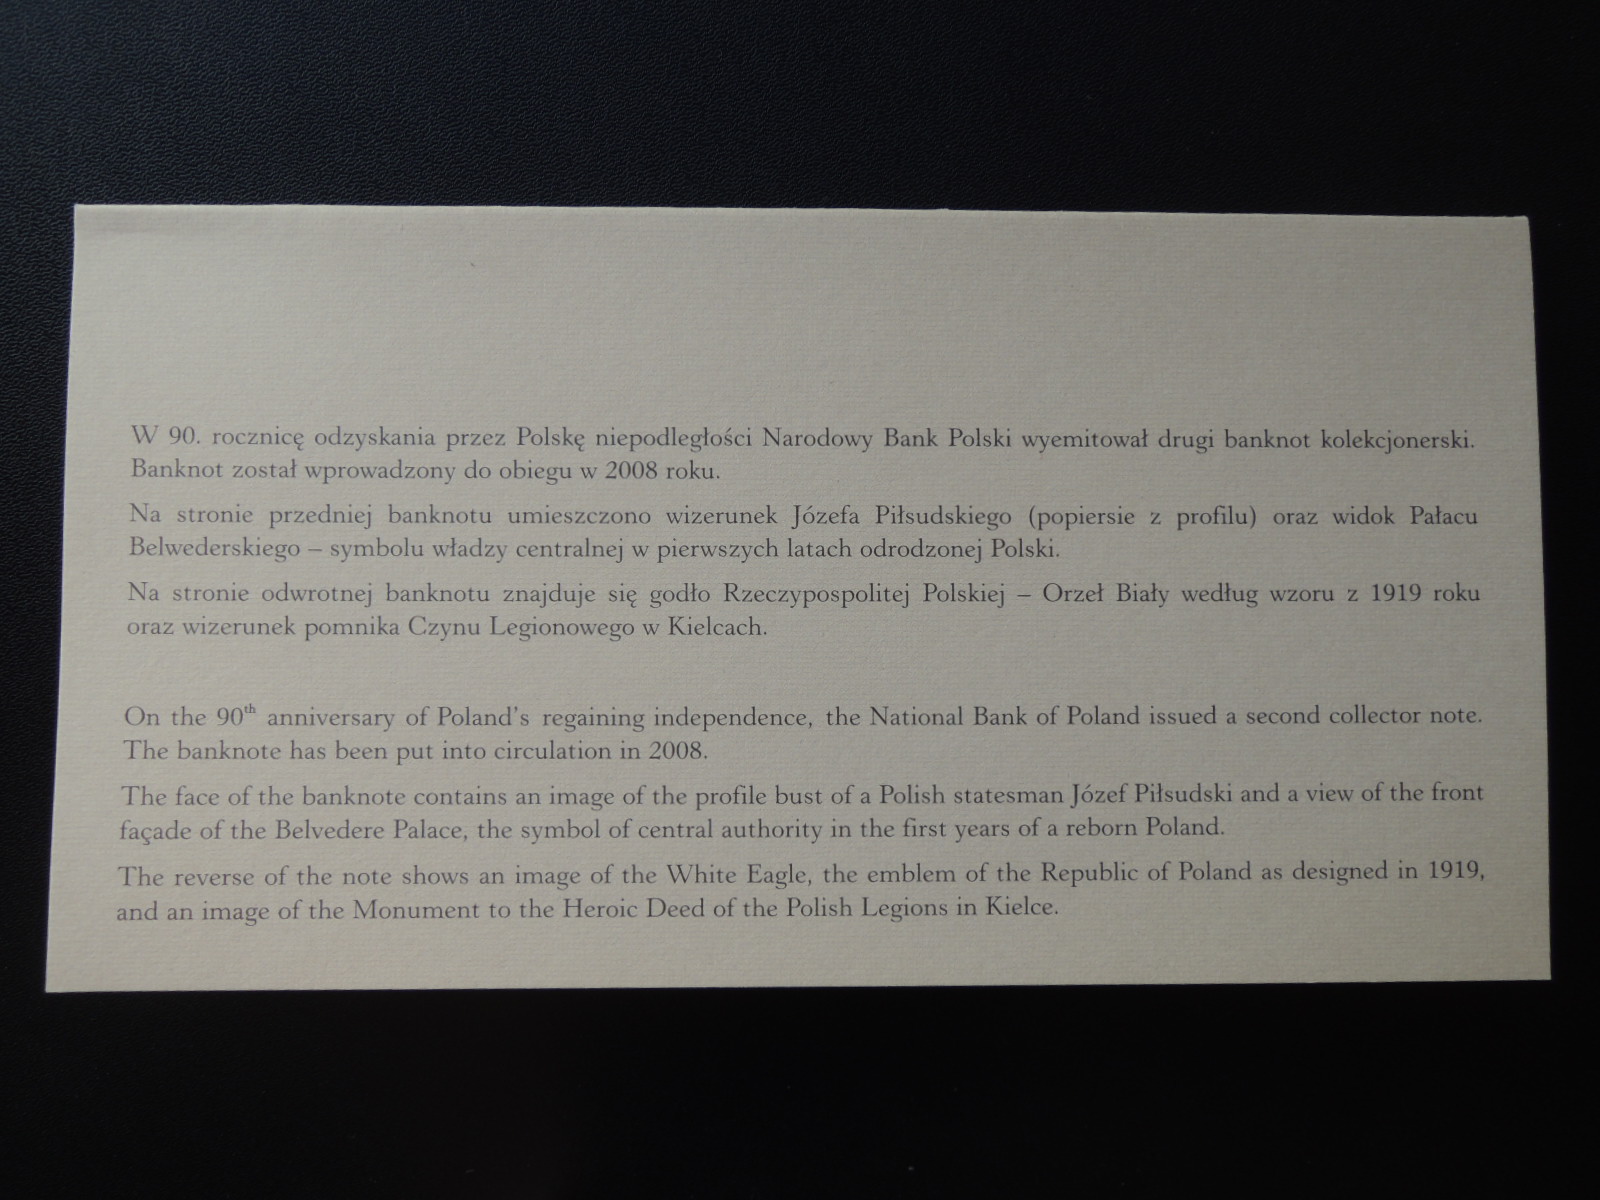 W 90. rocznicę odzyskania przez Polskę niepodległości Narodowy Bank Polski wyemitował drugi banknot kolekcjonerski.
Banknot został wprowadzony do obiegu w 2008 roku.
Na stronie przedniej banknotu umieszczono wizerunek Józefa Piłsudskiego (popiersie z profilu) oraz widok Pałacu
Belwederskiego – symbolu władzy centralnej w pierwszych latach odrodzonej Polski.
Na stronie odwrotnej banknotu znajduje się godło Rzeczypospolitej Polskiej – Orzeł Biały według wzoru z 1919 roku
oraz wizerunek pomnika Czynu Legionowego w Kielcach.
On the 90th anniversary of Poland's regaining independence, the National Bank of Poland issued a second collector note.
The banknote has been put into circulation in 2008.
The face of the banknote contains an image of the profile bust of a Polish statesman Józef Piłsudski and a view of the front
façade of the Belvedere Palace, the symbol of central authority in the first years of a reborn Poland.
The reverse of the note shows an image of the White Eagle, the emblem of the Republic of Poland as designed in 1919,
and an image of the Monument to the Heroic Deed of the Polish Legions in Kielce.